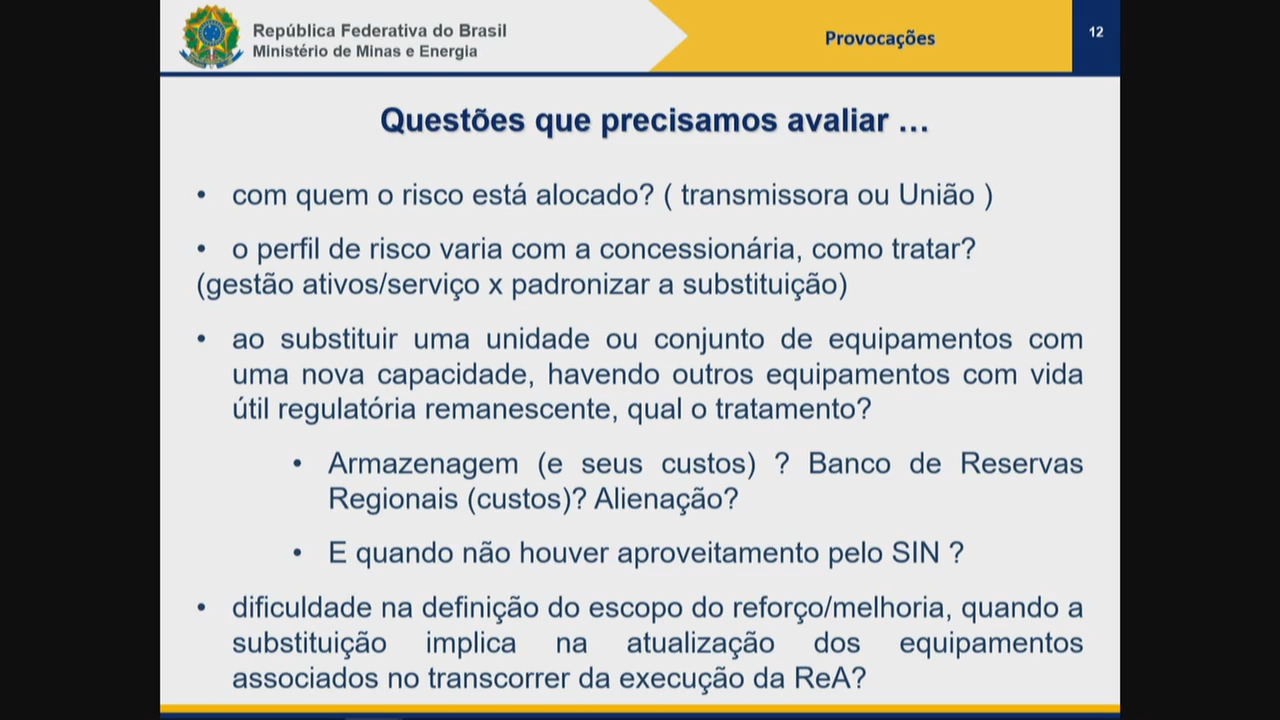 República Federativa do Brasil
Ministério de Minas e Energia
Provocações
12
Questões que precisamos avaliar ...
• com quem o risco está alocado? ( transmissora ou União )
• o perfil de risco varia com a concessionária, como tratar?
(gestão ativos/serviço x padronizar a substituição)
• ao substituir uma unidade ou conjunto de equipamentos com
uma nova capacidade, havendo outros equipamentos com vida
útil regulatória remanescente, qual o tratamento?
• Armazenagem (e seus custos) ? Banco de Reservas
Regionais (custos)? Alienação?
• E quando não houver aproveitamento pelo SIN ?
• dificuldade na definição do escopo do reforço/melhoria, quando a
substituição implica na atualização dos equipamentos
associados no transcorrer da execução da ReA?